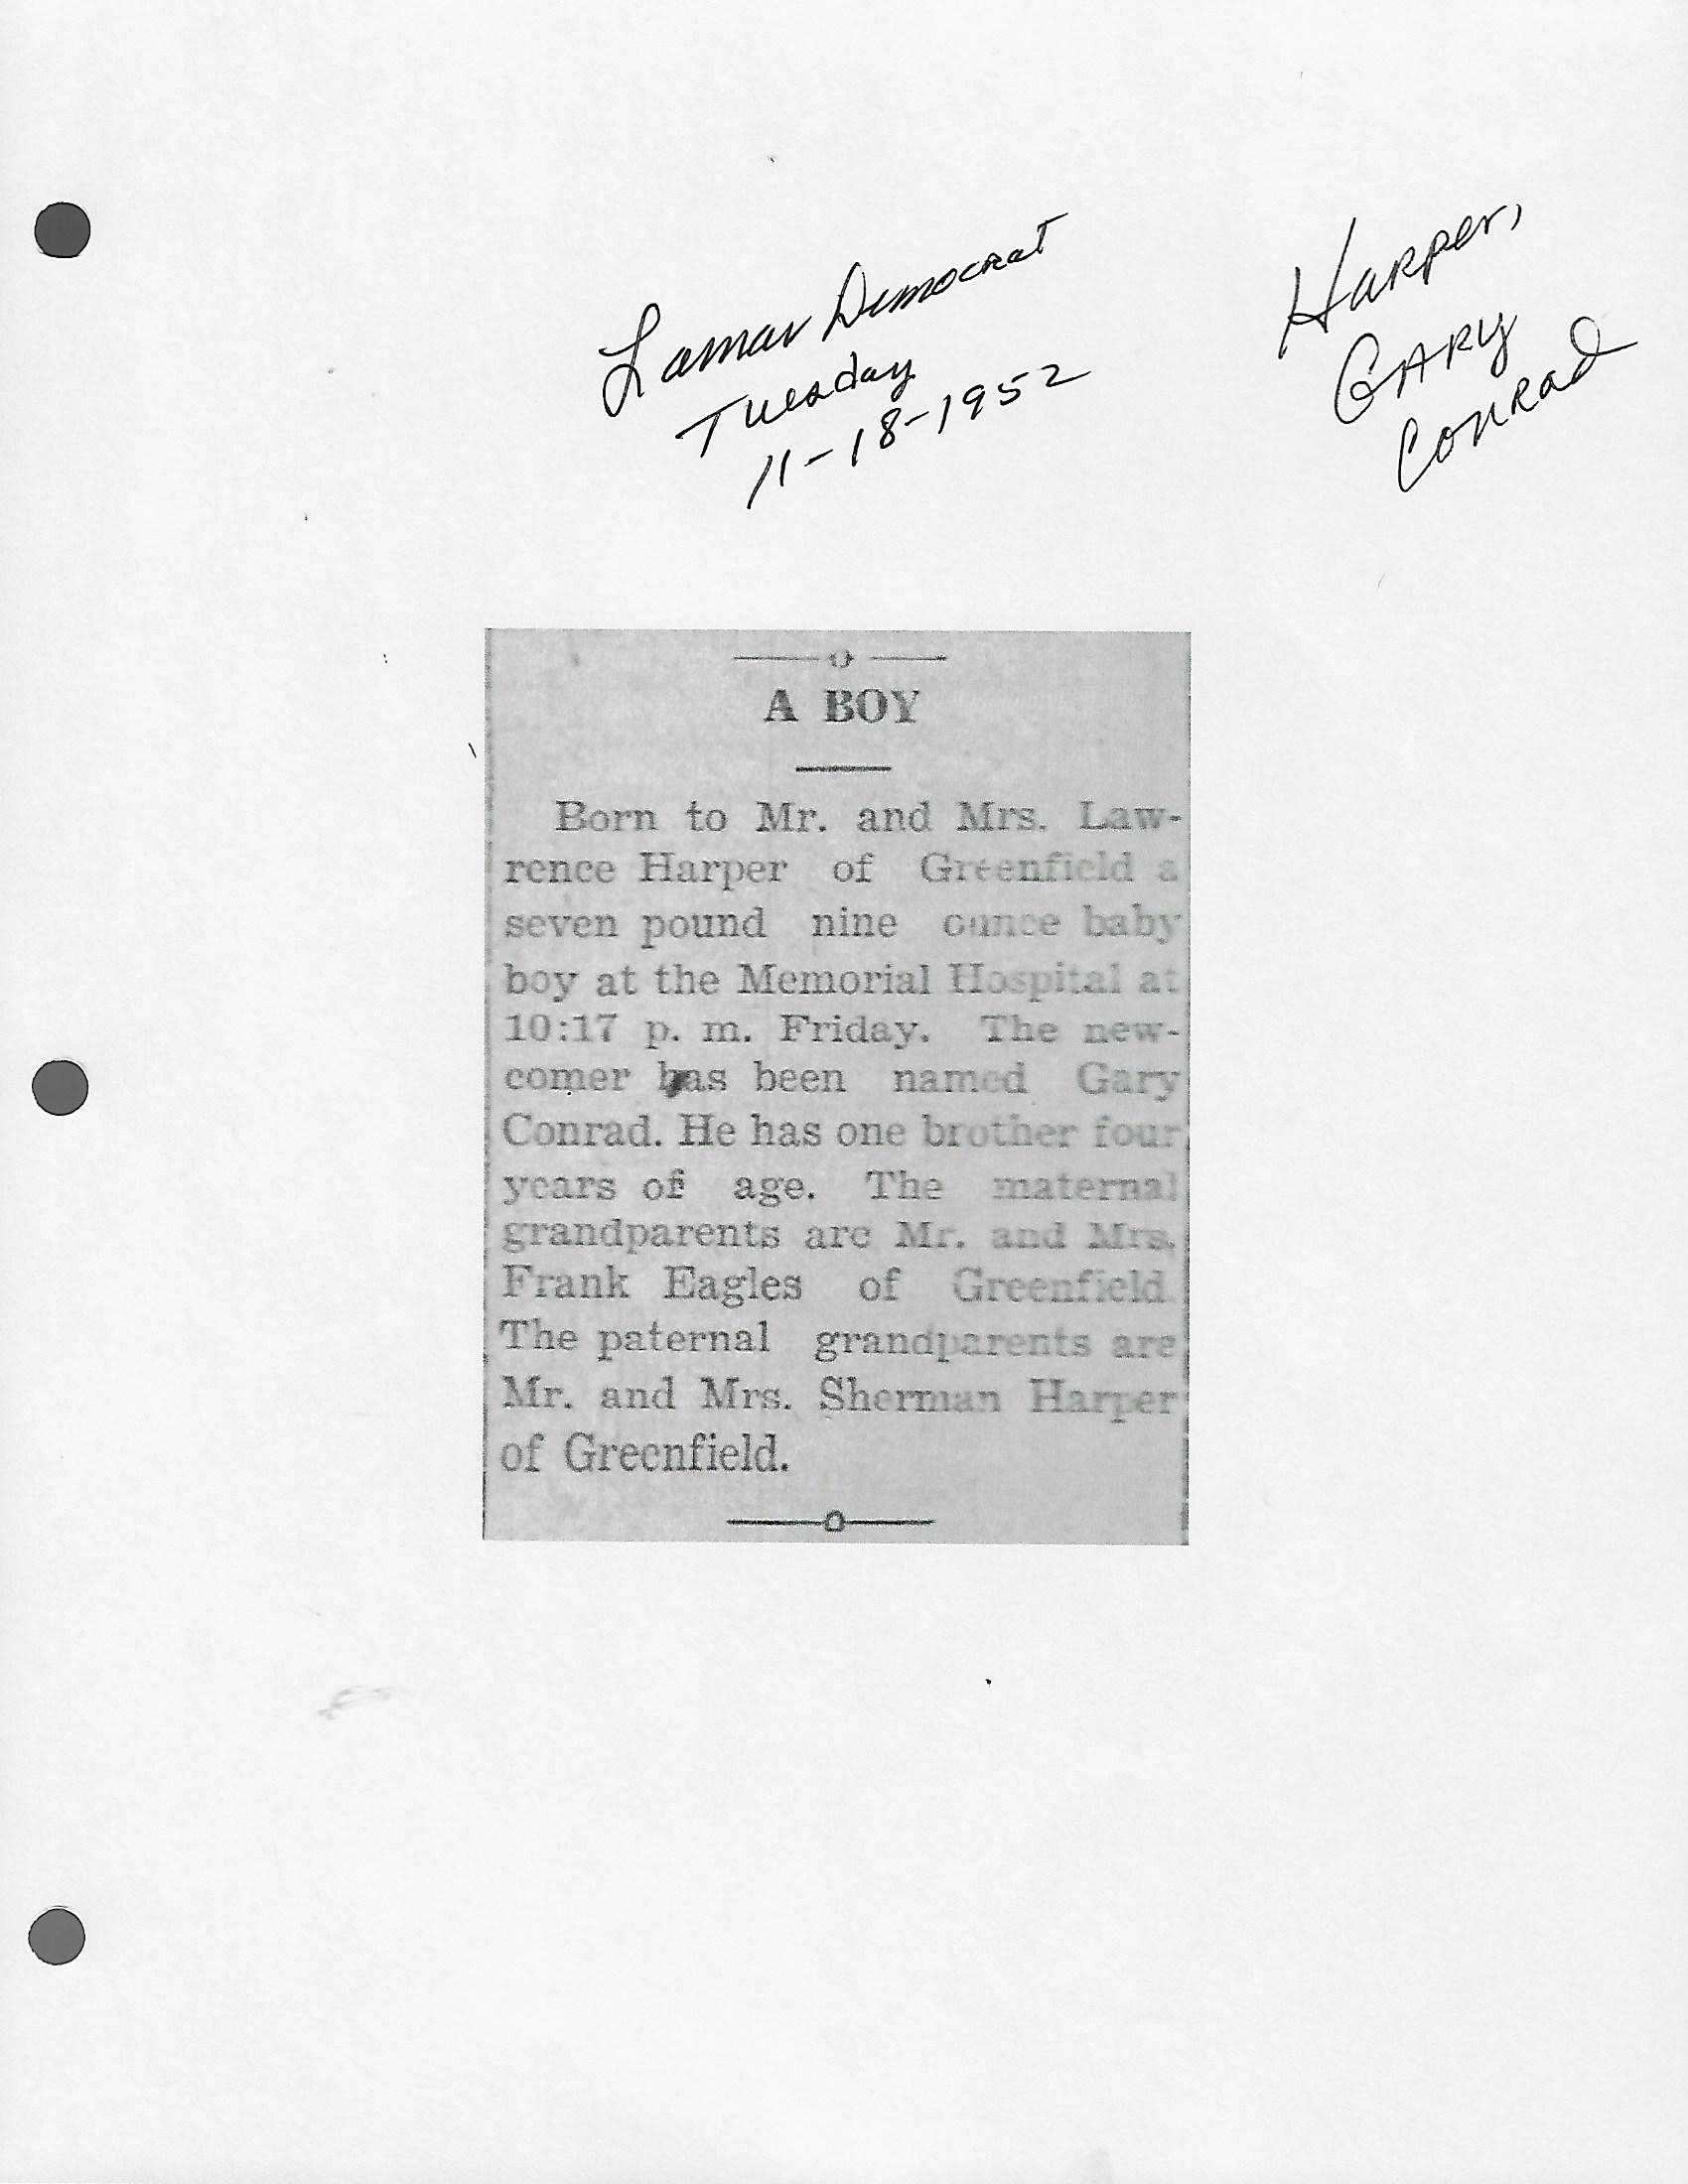 Lamar Democrat
Tuesday
11-18-1952
Harper,
GARY
Conrad
A BOY
Born to Mr. and Mrs. Law-
rence Harper of Greenfield a
seven pound nine ounce baby
boy at the Memorial Hospital at
10:17 p. m. Friday. The new-
comer has been named Gary
Conrad. He has one brother four
years of age. The maternal
grandparents are Mr. and Mrs.
Frank Eagles of Greenfield.
The paternal grandparents are
Mr. and Mrs. Sherman Harper
of Greenfield.